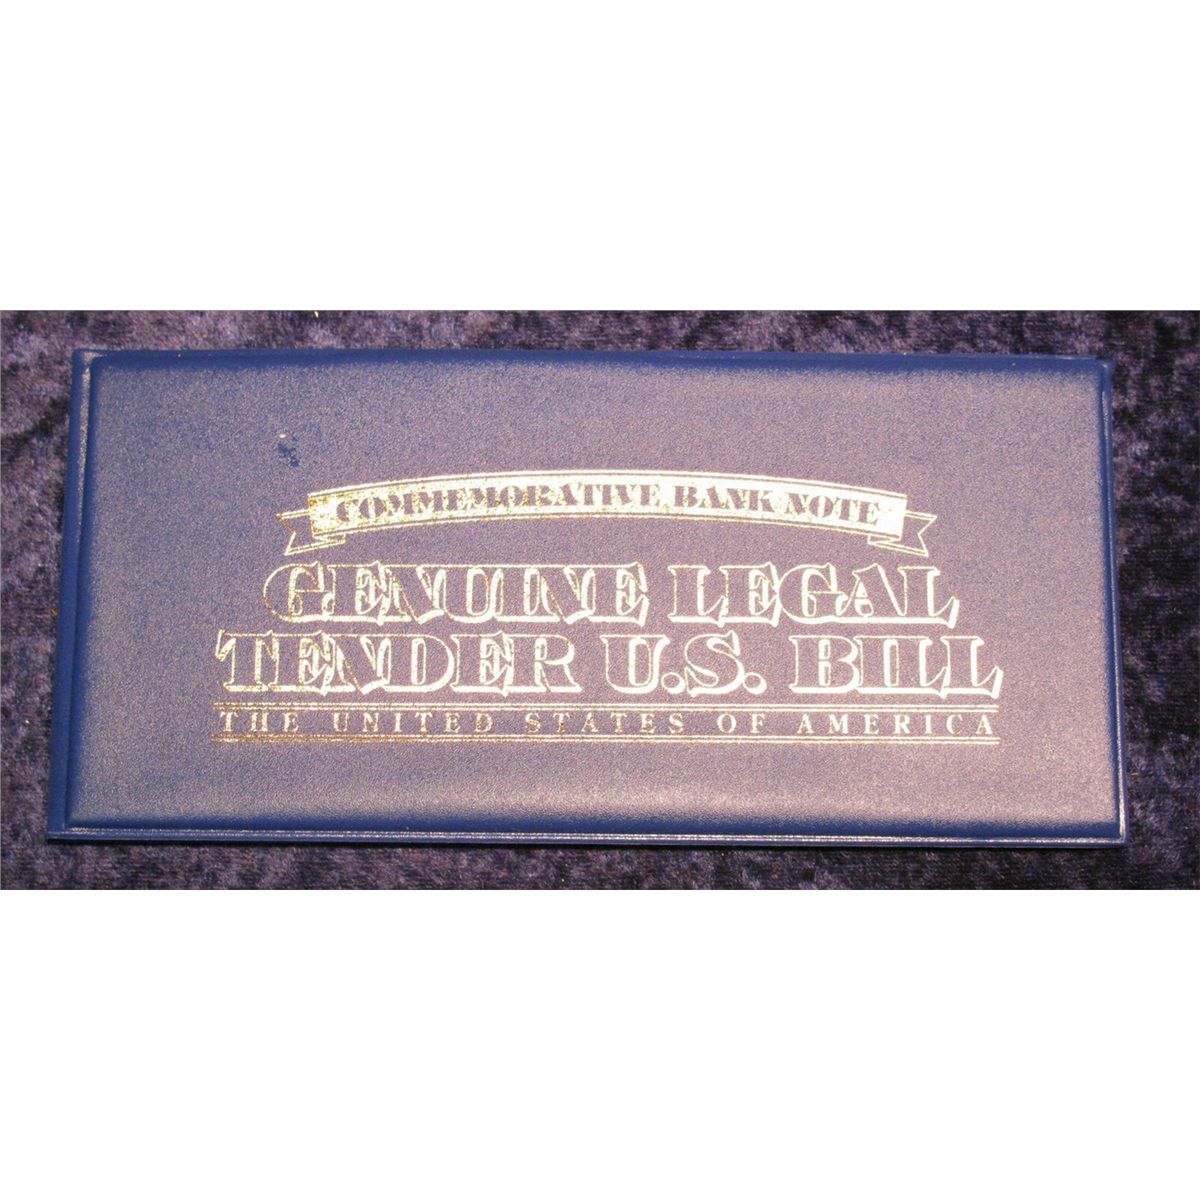 COMMEMORATIVE BANK NOTE
GENUINE LEGAL
TENDER U.S. BILL
THE UNITED STATES OF AMERICA